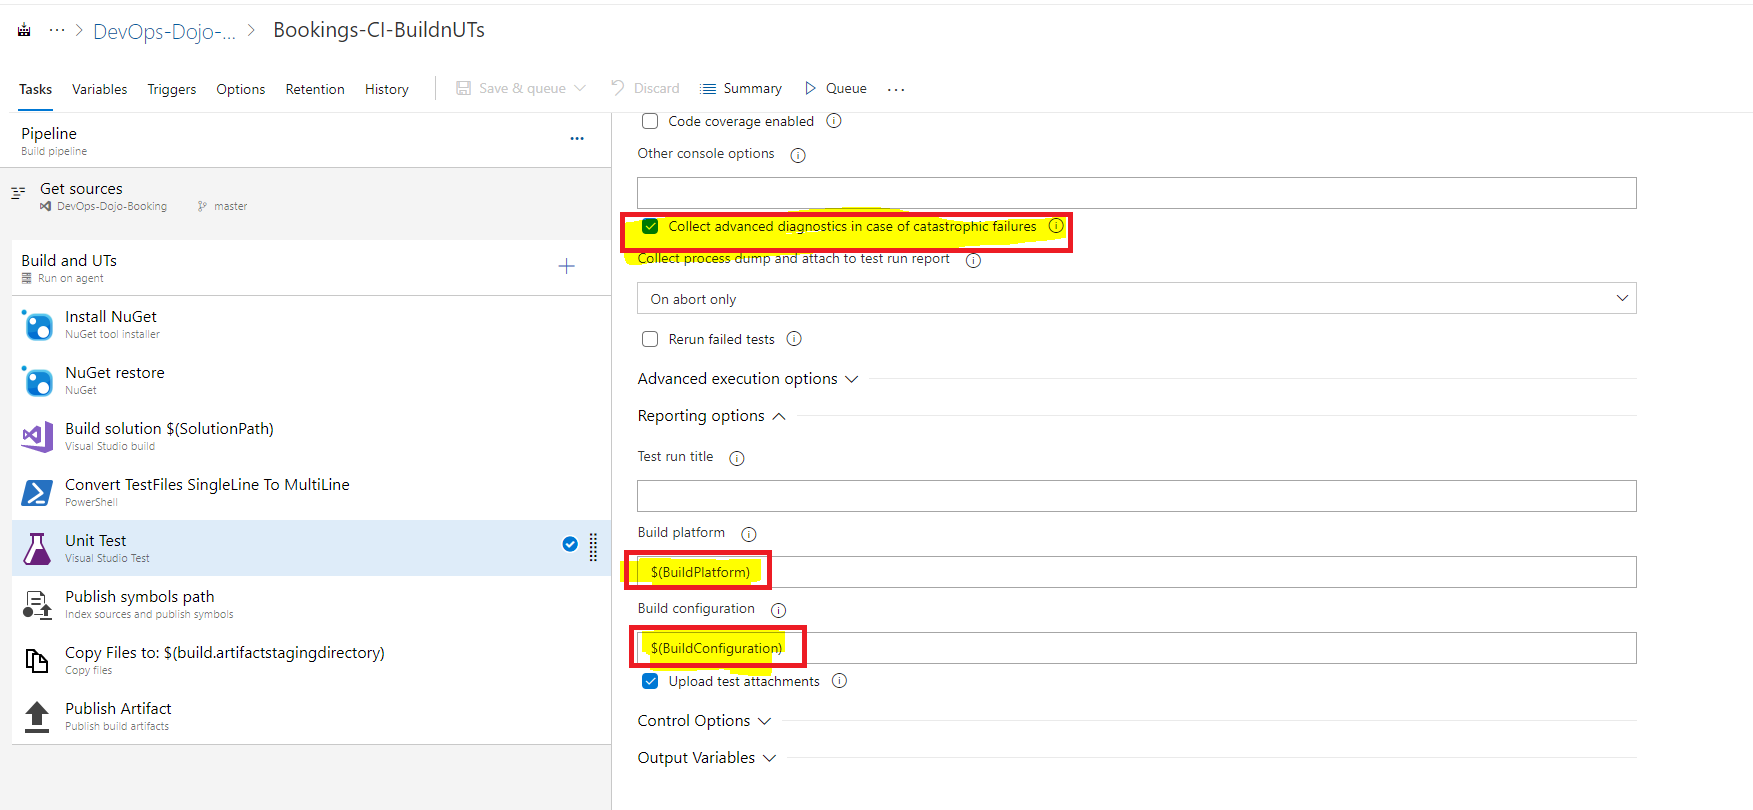 ... > DevOps-Dojo-... > Bookings-CI-BuildnUTs
Tasks Variables Triggers Options Retention History Save & queue Discard Summary Queue ...
Pipeline
Build pipeline
Get sources
DevOps-Dojo-Booking master
Build and UTs
Run on agent
Install NuGet
NuGet tool installer
NuGet restore
NuGet
Build solution $(SolutionPath)
Visual Studio build
Convert TestFiles SingleLine To MultiLine
PowerShell
Unit Test
Visual Studio Test
Publish symbols path
Index sources and publish symbols
Copy Files to: $(build.artifactstagingdirectory)
Copy files
Publish Artifact
Publish build artifacts
Code coverage enabled
Other console options
Collect advanced diagnostics in case of catastrophic failures
Collect process dump and attach to test run report
On abort only
Rerun failed tests
Advanced execution options
Reporting options
Test run title
Build platform
$(BuildPlatform)
Build configuration
$(BuildConfiguration)
Upload test attachments
Control Options
Output Variables